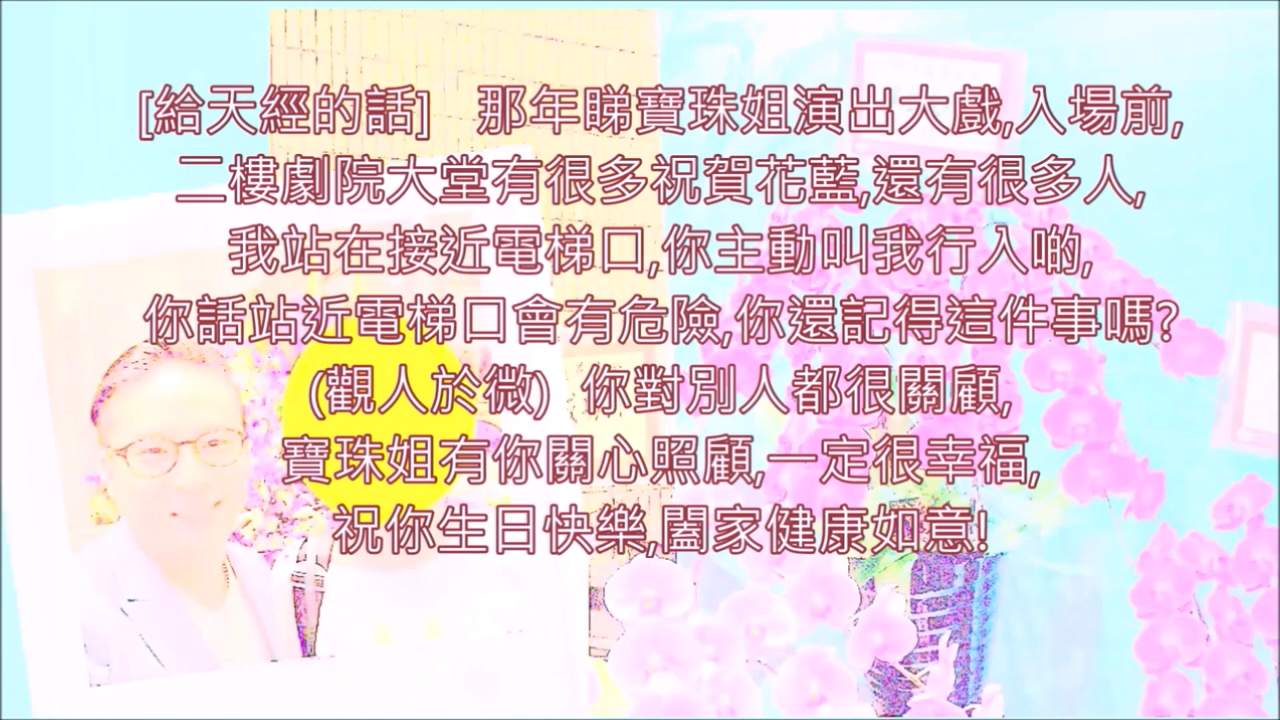 [給天經的話] 那年睇寶珠姐演出大戲,入場前,
二樓劇院大堂有很多祝賀花藍,還有很多人,
我站在接近電梯口,你主動叫我行入啲,
你話站近電梯口會有危險,你還記得這件事嗎?
(觀人於微) 你對別人都很關顧,
寶珠姐有你關心照顧,一定很幸福,
祝你生日快樂,闔家健康如意!